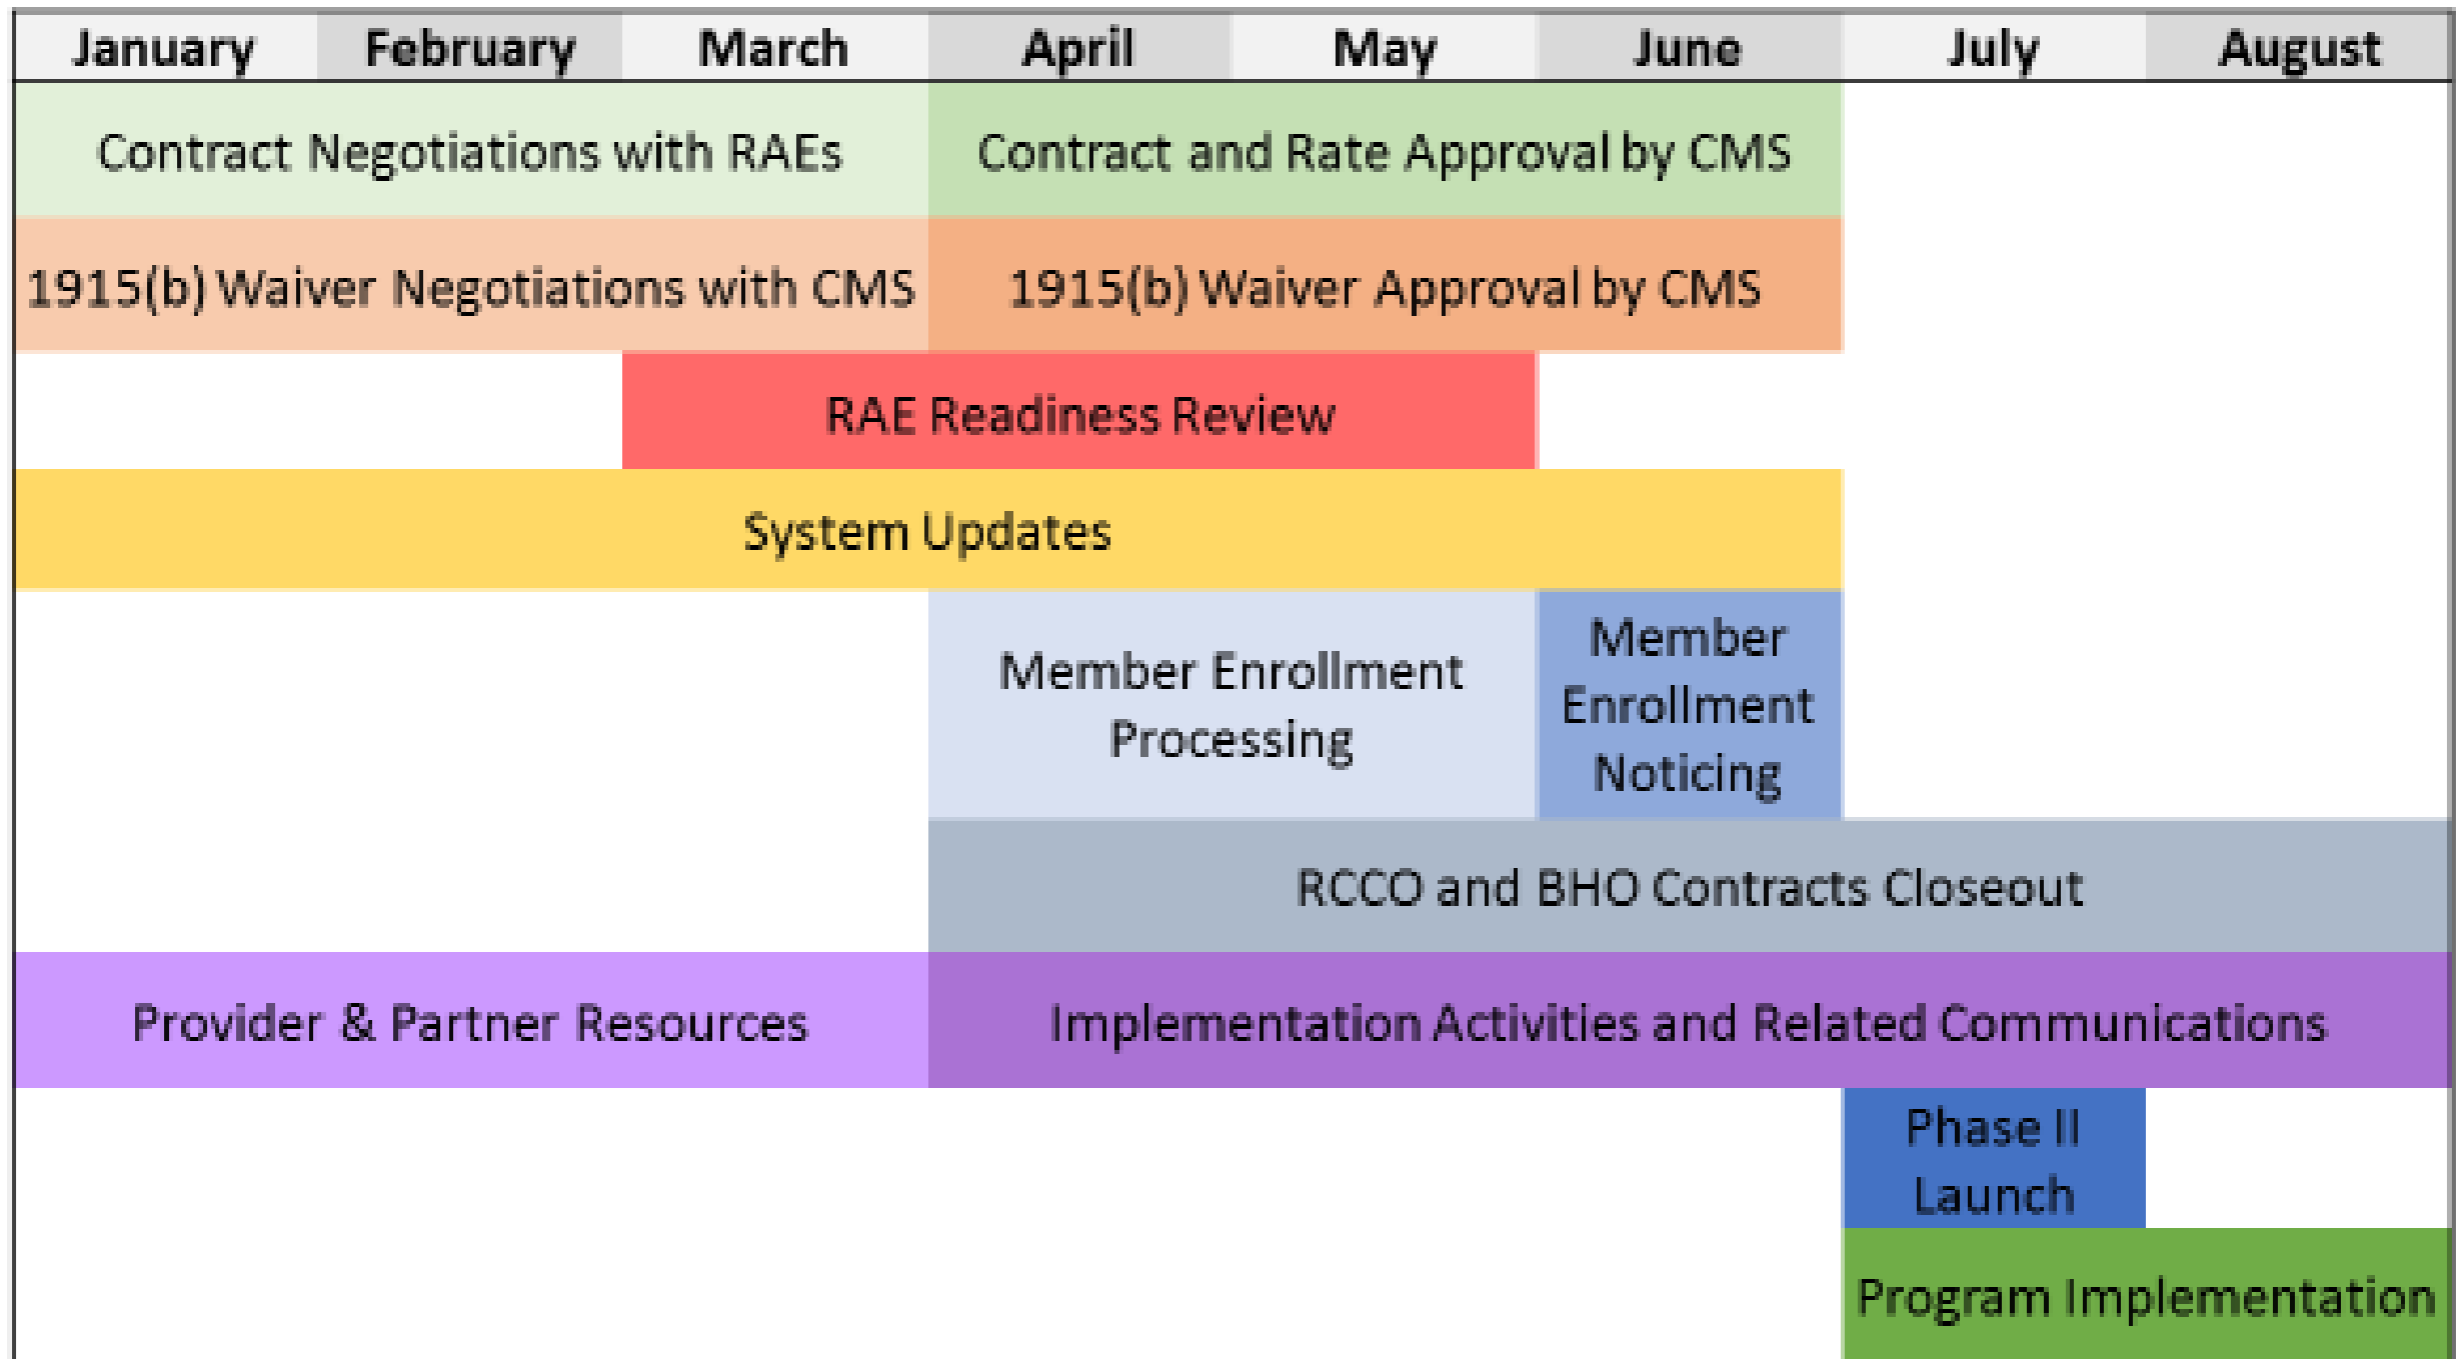 January February March April May June July August
Contract Negotiations with RAEs Contract and Rate Approval by CMS
1915(b) Waiver Negotiations with CMS 1915(b) Waiver Approval by CMS
RAE Readiness Review
System Updates
Member Enrollment
Processing
Member
Enrollment
Noticing
RCCO and BHO Contracts Closeout
Provider & Partner Resources Implementation Activities and Related Communications
Phase II
Launch
Program Implementation